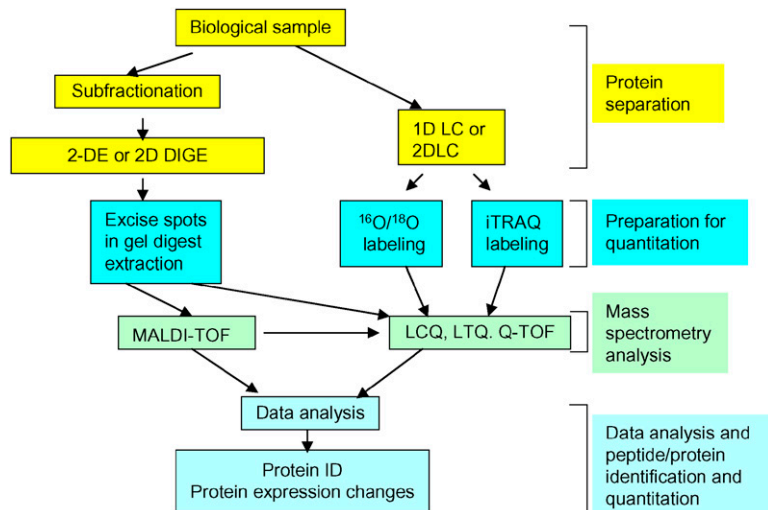 Biological sample
Subfractionation
2-DE or 2D DIGE
1D LC or
2DLC
Protein
separation
Excise spots
in gel digest
extraction
¹⁶O/¹⁸O
labeling
iTRAQ
labeling
Preparation for
quantitation
MALDI-TOF
LCQ, LTQ. Q-TOF
Mass
spectrometry
analysis
Data analysis
Protein ID
Protein expression changes
Data analysis and
peptide/protein
identification and
quantitation